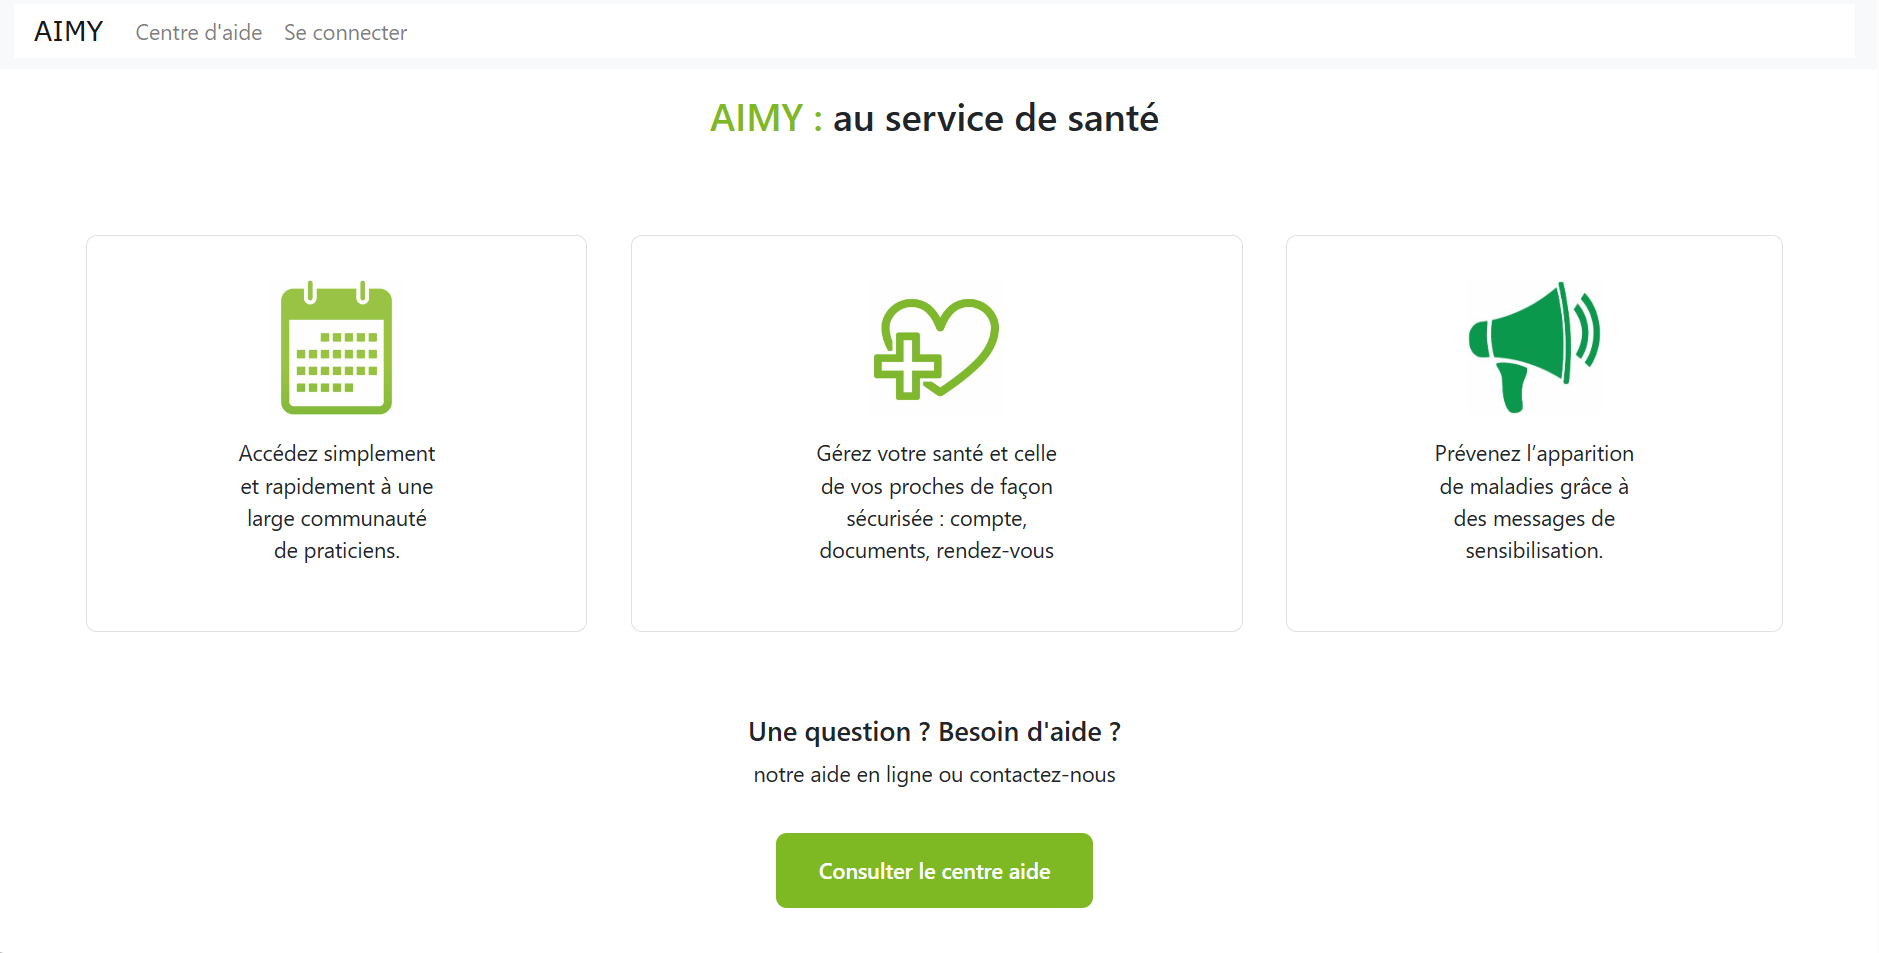 AIMY Centre d'aide Se connecter
AIMY : au service de santé
Accédez simplement
et rapidement à une
large communauté
de praticiens.
Gérez votre santé et celle
de vos proches de façon
sécurisée : compte,
documents, rendez-vous
Prévenez l’apparition
de maladies grâce à
des messages de
sensibilisation.
Une question ? Besoin d'aide ?
notre aide en ligne ou contactez-nous
Consulter le centre aide